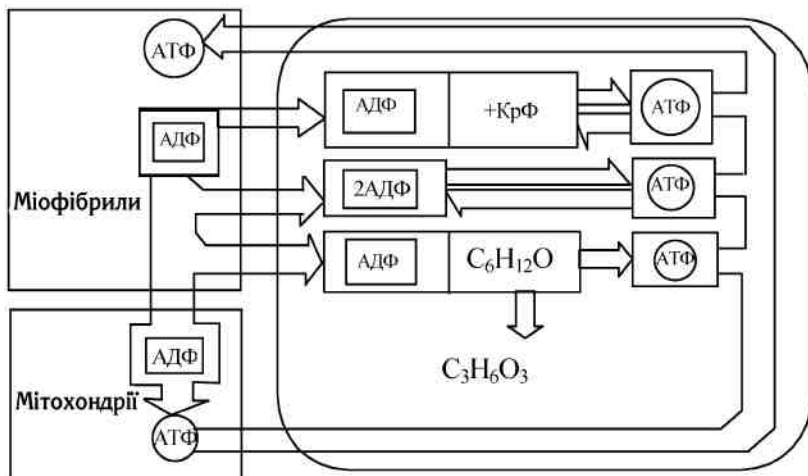 АТФ
АДФ
+КрФ
АТФ
АДФ
Міофібрили
2АДФ
АТФ
АДФ
C₆H₁₂O
АТФ
АДФ
C₃H₆O₃
Мітохондрії
АТФ